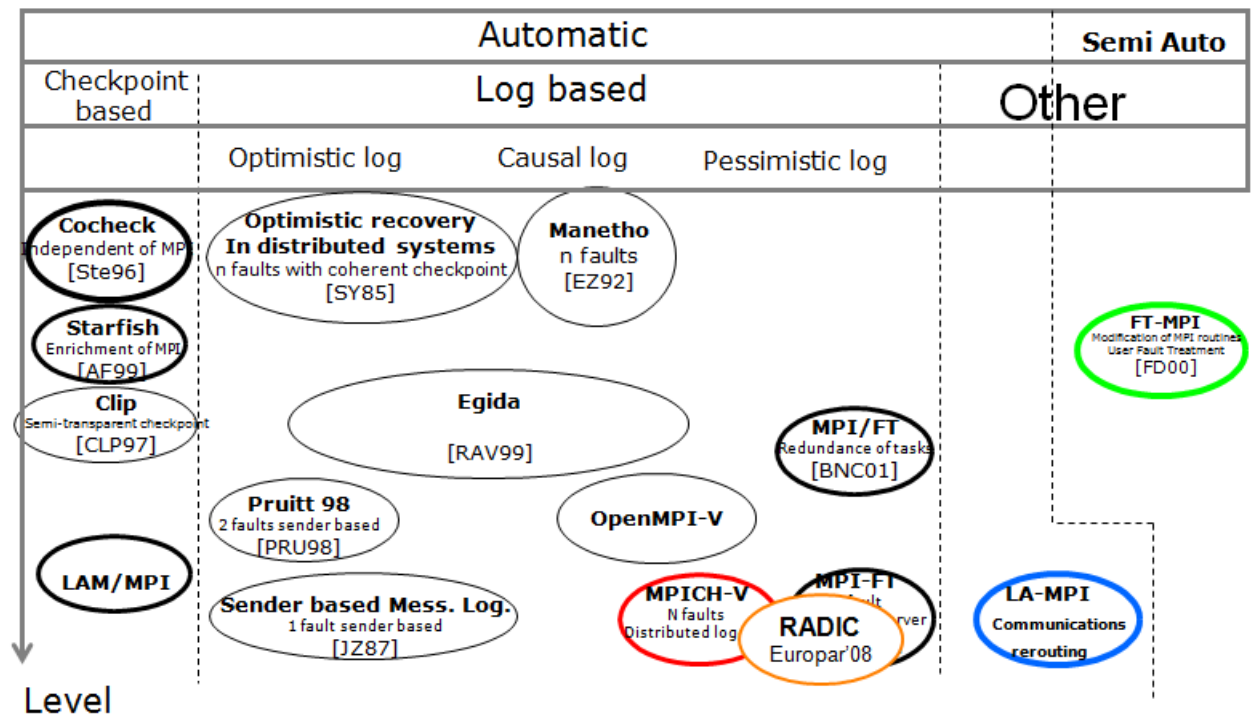 Automatic
Semi Auto
Checkpoint
based
Log based
Other
Optimistic log
Causal log
Pessimistic log
Cocheck
Independent of MPI
[Ste96]
Optimistic recovery
In distributed systems
n faults with coherent checkpoint
[SY85]
Manetho
n faults
[EZ92]
Starfish
Enrichment of MPI
[AF99]
FT-MPI
Modification of MPI routines
User Fault Treatment
[FD00]
Clip
Semi-transparent checkpoint
[CLP97]
Egida
[RAV99]
MPI/FT
Redundance of tasks
[BNC01]
Pruitt 98
2 faults sender based
[PRU98]
OpenMPI-V
LAM/MPI
Sender based Mess. Log.
1 fault sender based
[JZ87]
MPICH-V
N faults
Distributed log
MPI-FT
RADIC
Europar'08
LA-MPI
Communications
rerouting
Level